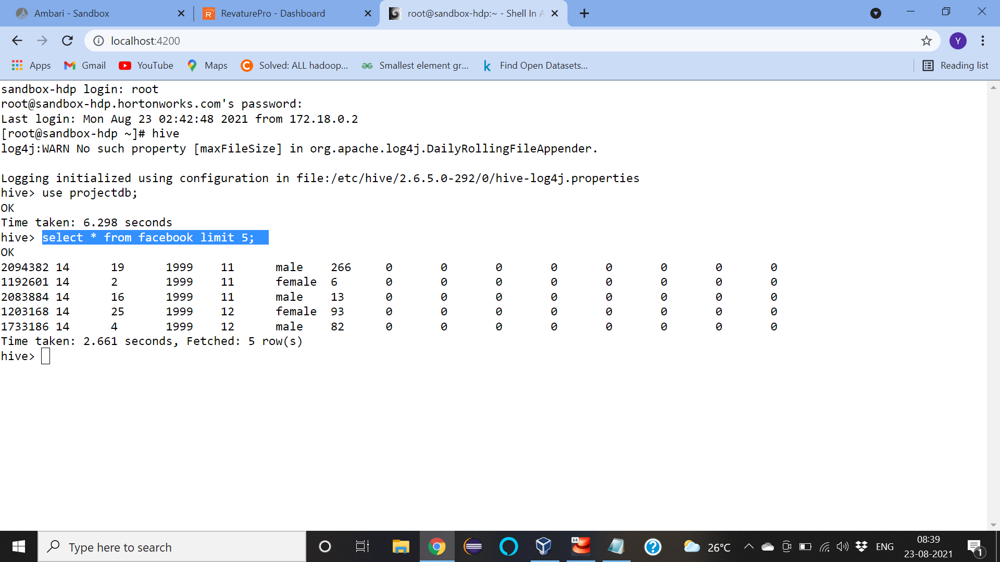 Ambari - Sandbox
RevaturePro - Dashboard
root@sandbox-hdp:~ - Shell In A
localhost:4200
Y
Apps
Gmail
YouTube
Maps
Solved: ALL hadoop...
Smallest element gr...
Find Open Datasets...
Reading list
sandbox-hdp login: root
root@sandbox-hdp.hortonworks.com's password:
Last login: Mon Aug 23 02:42:48 2021 from 172.18.0.2
[root@sandbox-hdp ~]# hive
log4j:WARN No such property [maxFileSize] in org.apache.log4j.DailyRollingFileAppender.
Logging initialized using configuration in file:/etc/hive/2.6.5.0-292/0/hive-log4j.properties
hive> use projectdb;
OK
Time taken: 6.298 seconds
hive> select * from facebook limit 5;
OK
2094382 14 19 1999 11 male 266 0 0 0 0 0 0 0 0
1192601 14 2 1999 11 female 6 0 0 0 0 0 0 0 0
2083884 14 16 1999 11 male 13 0 0 0 0 0 0 0 0
1203168 14 25 1999 12 female 93 0 0 0 0 0 0 0 0
1733186 14 4 1999 12 male 82 0 0 0 0 0 0 0 0
Time taken: 2.661 seconds, Fetched: 5 row(s)
hive>
Type here to search
64
26°C
ENG
08:39
23-08-2021
1